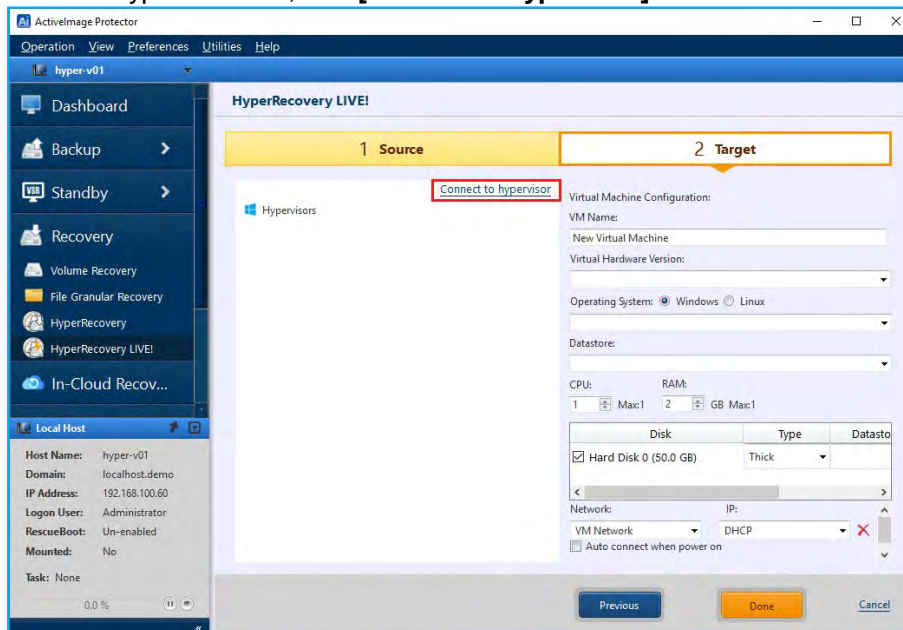 ActiveImage Protector
Operation View Preferences Utilities Help
hyper-v01
Dashboard
Backup
Standby
Recovery
Volume Recovery
File Granular Recovery
HyperRecovery
HyperRecovery LIVE!
In-Cloud Recov...
Local Host
Host Name: hyper-v01
Domain: localhost.demo
IP Address: 192.168.100.60
Logon User: Administrator
RescueBoot: Un-enabled
Mounted: No
Task: None
0.0 %
HyperRecovery LIVE!
1 Source
2 Target
Connect to hypervisor
Hypervisors
Virtual Machine Configuration:
VM Name:
New Virtual Machine
Virtual Hardware Version:
Operating System: Windows Linux
Datastore:
CPU: RAM:
1 Max:1 2 GB Max:1
Disk Type Datasto
Hard Disk 0 (50.0 GB) Thick
Network: IP:
VM Network DHCP
Auto connect when power on
Previous Done Cancel